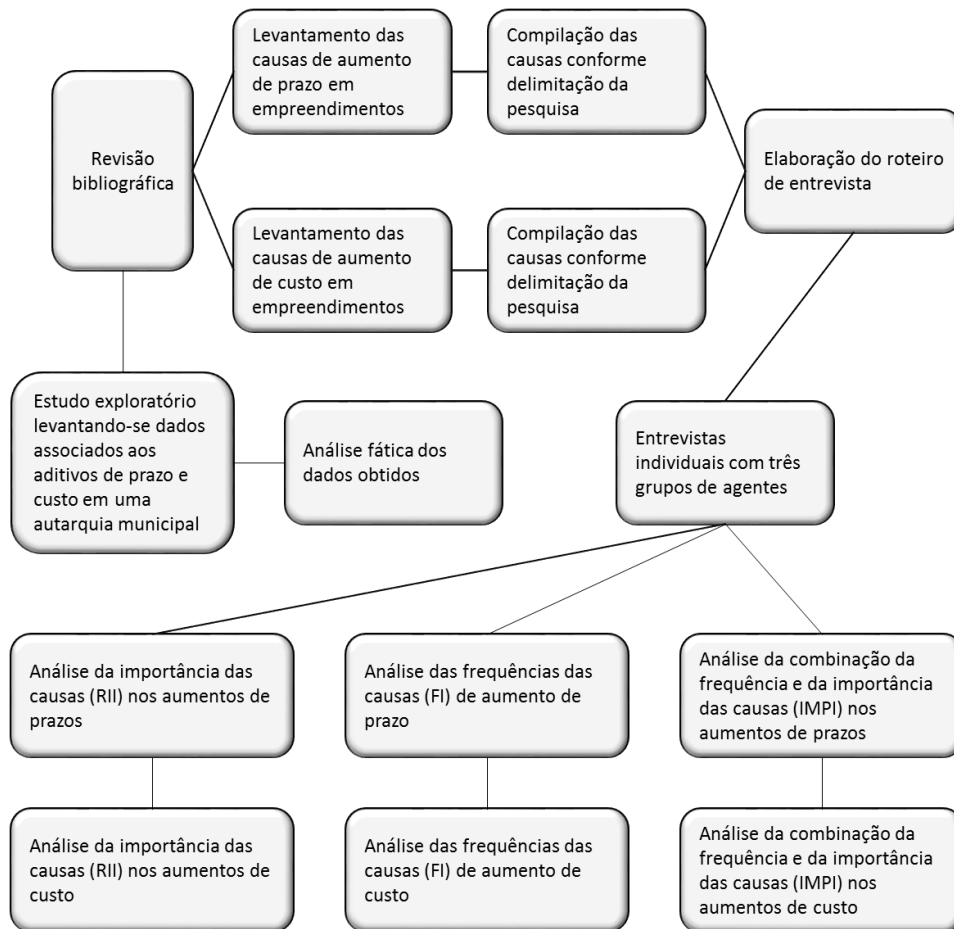 Revisão
bibliográfica
Levantamento das
causas de aumento
de prazo em
empreendimentos
Compilação das
causas conforme
delimitação da
pesquisa
Levantamento das
causas de aumento
de custo em
empreendimentos
Compilação das
causas conforme
delimitação da
pesquisa
Elaboração do roteiro
de entrevista
Estudo exploratório
levantando-se dados
associados aos
aditivos de prazo e
custo em uma
autarquia municipal
Análise fática dos
dados obtidos
Entrevistas
individuais com três
grupos de agentes
Análise da importância das
causas (RII) nos aumentos de
prazos
Análise das frequências das
causas (FI) de aumento de
prazo
Análise da combinação da
frequência e da importância
das causas (IMPI) nos
aumentos de prazos
Análise da importância das
causas (RII) nos aumentos de
custo
Análise das frequências das
causas (FI) de aumento de
custo
Análise da combinação da
frequência e da importância
das causas (IMPI) nos
aumentos de custo